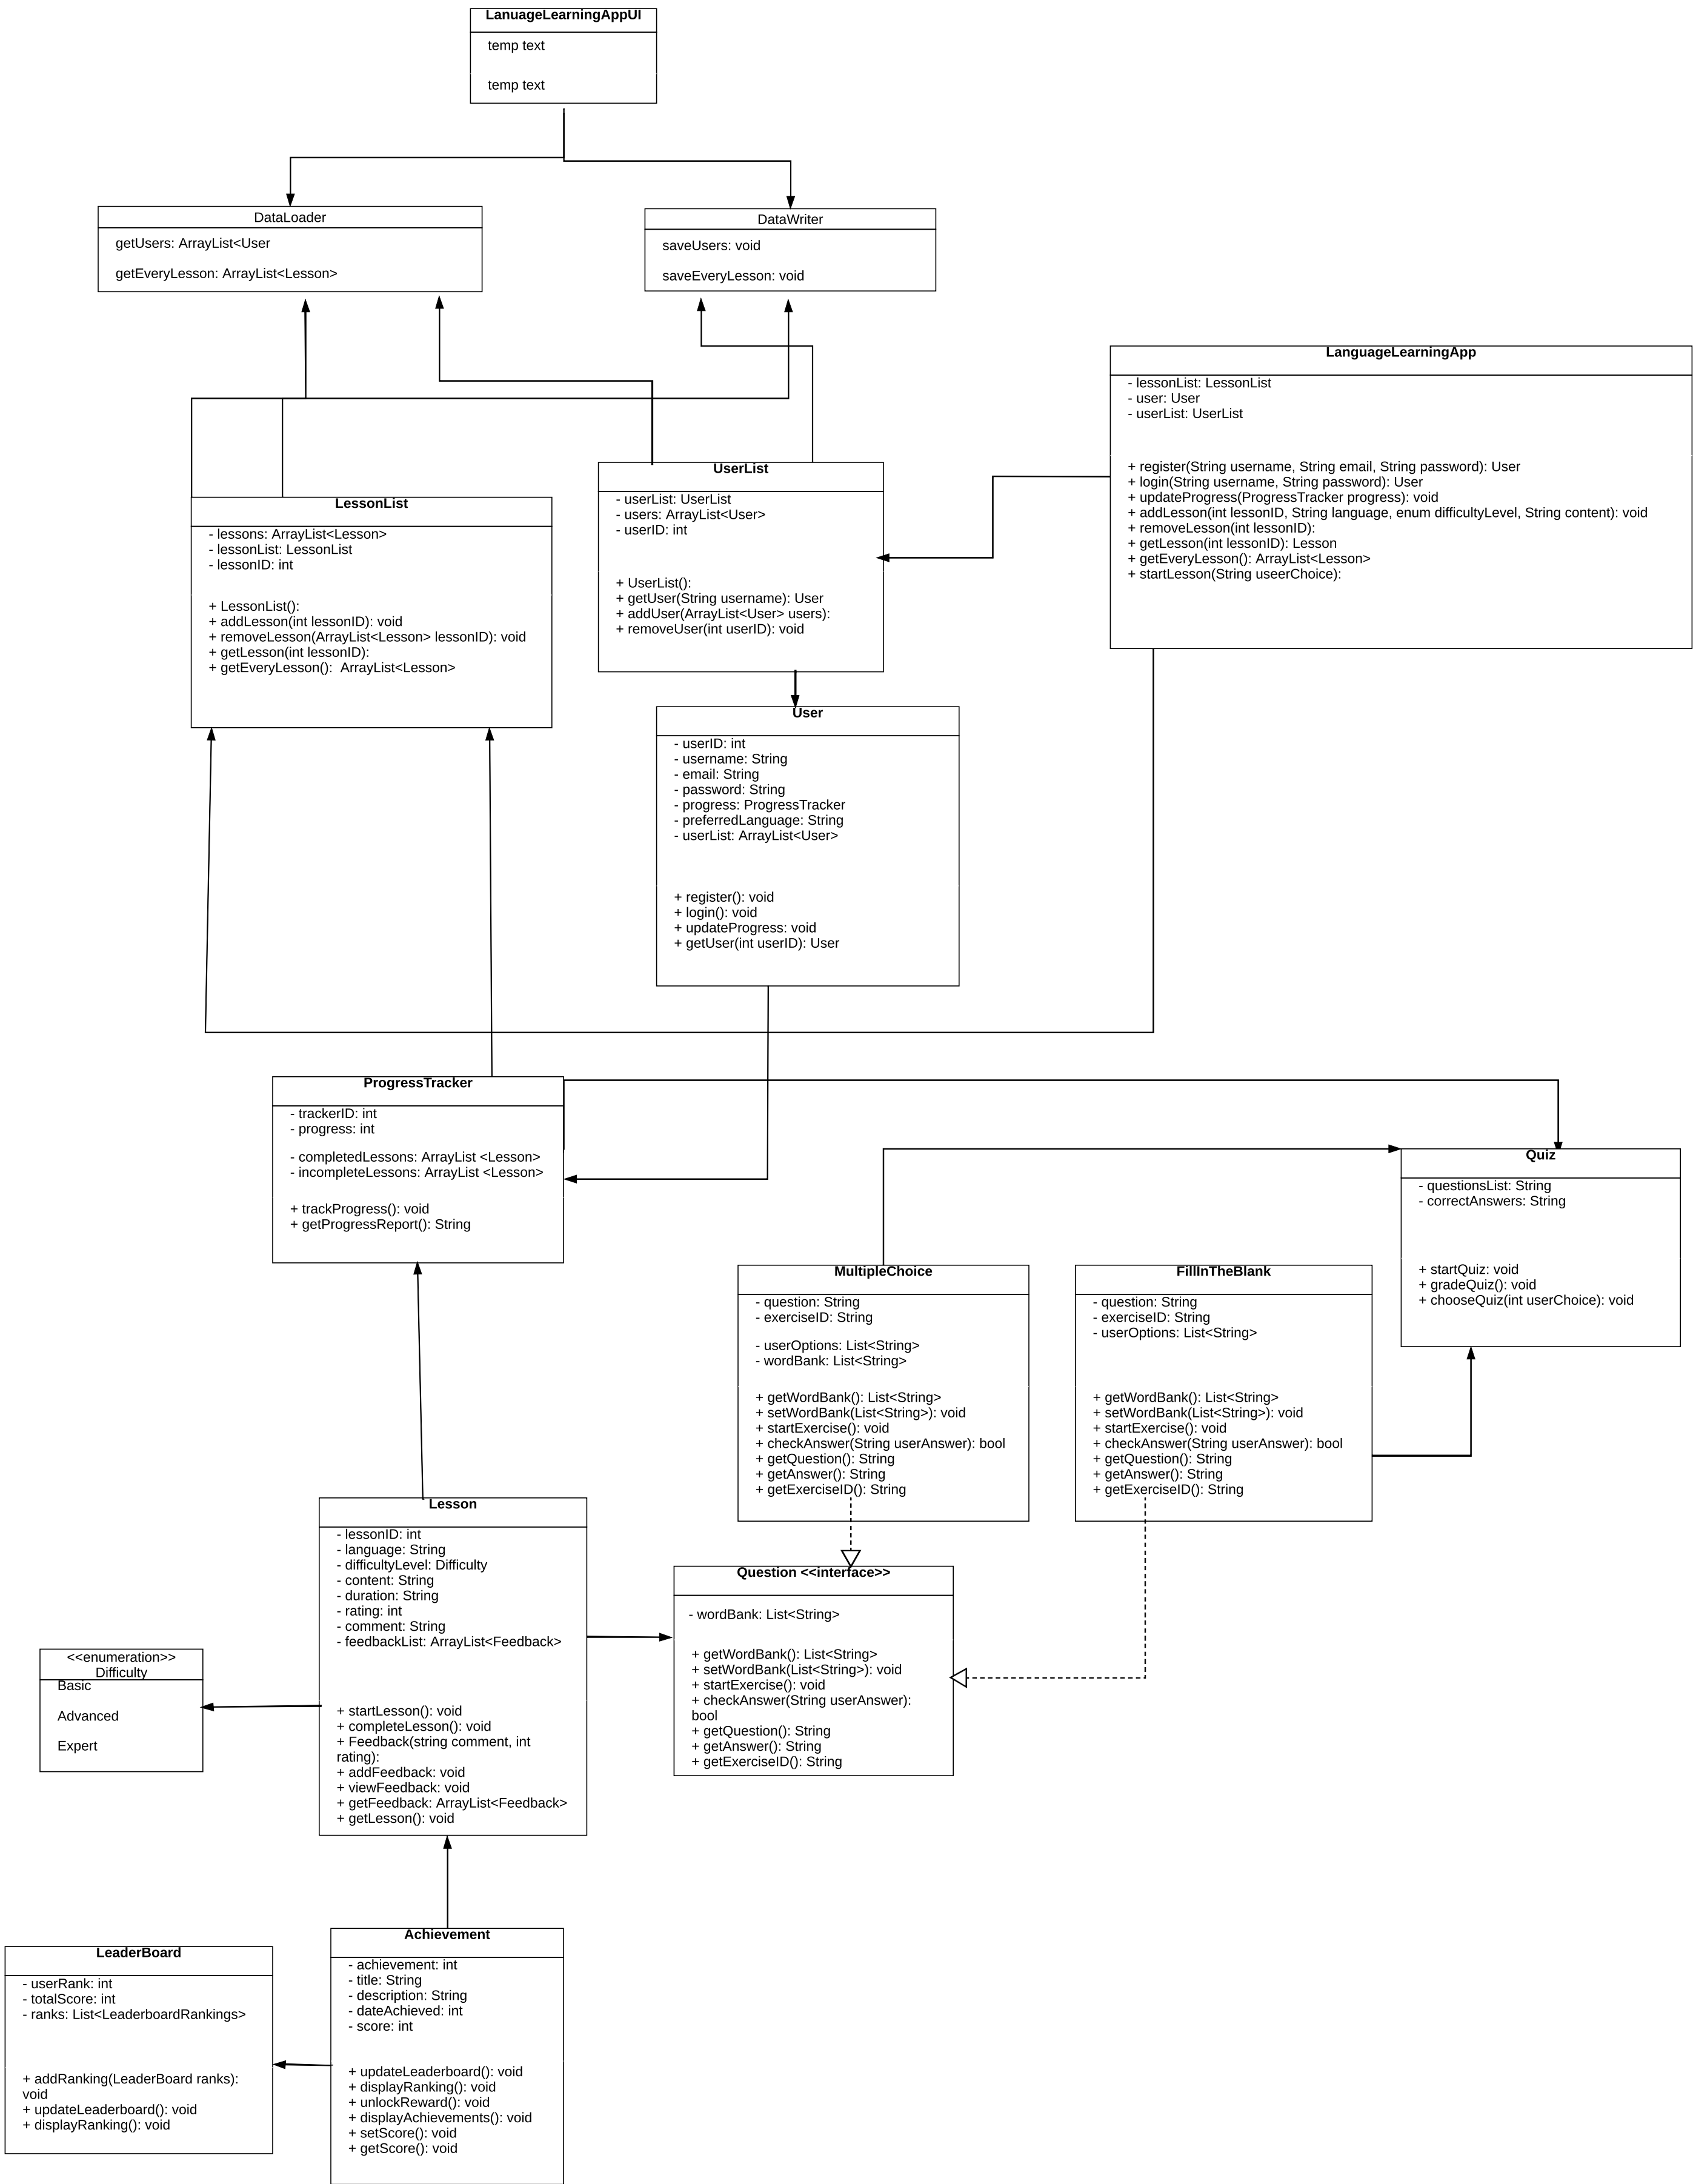 LanuageLearningAppUI
temp text
temp text
DataLoader
getUsers: ArrayList<User
getEveryLesson: ArrayList<Lesson>
DataWriter
saveUsers: void
saveEveryLesson: void
LanguageLearningApp
- lessonList: LessonList
- user: User
- userList: UserList
+ register(String username, String email, String password): User
+ login(String username, String password): User
+ updateProgress(ProgressTracker progress): void
+ addLesson(int lessonID, String language, enum difficultyLevel, String content): void
+ removeLesson(int lessonID):
+ getLesson(int lessonID): Lesson
+ getEveryLesson(): ArrayList<Lesson>
+ startLesson(String useerChoice):
UserList
- userList: UserList
- users: ArrayList<User>
- userID: int
+ UserList():
+ getUser(String username): User
+ addUser(ArrayList<User> users):
+ removeUser(int userID): void
LessonList
- lessons: ArrayList<Lesson>
- lessonList: LessonList
- lessonID: int
+ LessonList():
+ addLesson(int lessonID): void
+ removeLesson(ArrayList<Lesson> lessonID): void
+ getLesson(int lessonID):
+ getEveryLesson():  ArrayList<Lesson>
User
- userID: int
- username: String
- email: String
- password: String
- progress: ProgressTracker
- preferredLanguage: String
- userList: ArrayList<User>
+ register(): void
+ login(): void
+ updateProgress: void
+ getUser(int userID): User
ProgressTracker
- trackerID: int
- progress: int
- completedLessons: ArrayList <Lesson>
- incompleteLessons: ArrayList <Lesson>
+ trackProgress(): void
+ getProgressReport(): String
Quiz
- questionsList: String
- correctAnswers: String
+ startQuiz: void
+ gradeQuiz(): void
+ chooseQuiz(int userChoice): void
MultipleChoice
- question: String
- exerciseID: String
- userOptions: List<String>
- wordBank: List<String>
+ getWordBank(): List<String>
+ setWordBank(List<String>): void
+ startExercise(): void
+ checkAnswer(String userAnswer): bool
+ getQuestion(): String
+ getAnswer(): String
+ getExerciseID(): String
FillInTheBlank
- question: String
- exerciseID: String
- userOptions: List<String>
+ getWordBank(): List<String>
+ setWordBank(List<String>): void
+ startExercise(): void
+ checkAnswer(String userAnswer): bool
+ getQuestion(): String
+ getAnswer(): String
+ getExerciseID(): String
Lesson
- lessonID: int
- language: String
- difficultyLevel: Difficulty
- content: String
- duration: String
- rating: int
- comment: String
- feedbackList: ArrayList<Feedback>
+ startLesson(): void
+ completeLesson(): void
+ Feedback(string comment, int
rating):
+ addFeedback: void
+ viewFeedback: void
+ getFeedback: ArrayList<Feedback>
+ getLesson(): void
Question <<interface>>
- wordBank: List<String>
+ getWordBank(): List<String>
+ setWordBank(List<String>): void
+ startExercise(): void
+ checkAnswer(String userAnswer):
bool
+ getQuestion(): String
+ getAnswer(): String
+ getExerciseID(): String
<<enumeration>>
Difficulty
Basic
Advanced
Expert
Achievement
- achievement: int
- title: String
- description: String
- dateAchieved: int
- score: int
+ updateLeaderboard(): void
+ displayRanking(): void
+ unlockReward(): void
+ displayAchievements(): void
+ setScore(): void
+ getScore(): void
LeaderBoard
- userRank: int
- totalScore: int
- ranks: List<LeaderboardRankings>
+ addRanking(LeaderBoard ranks):
void
+ updateLeaderboard(): void
+ displayRanking(): void